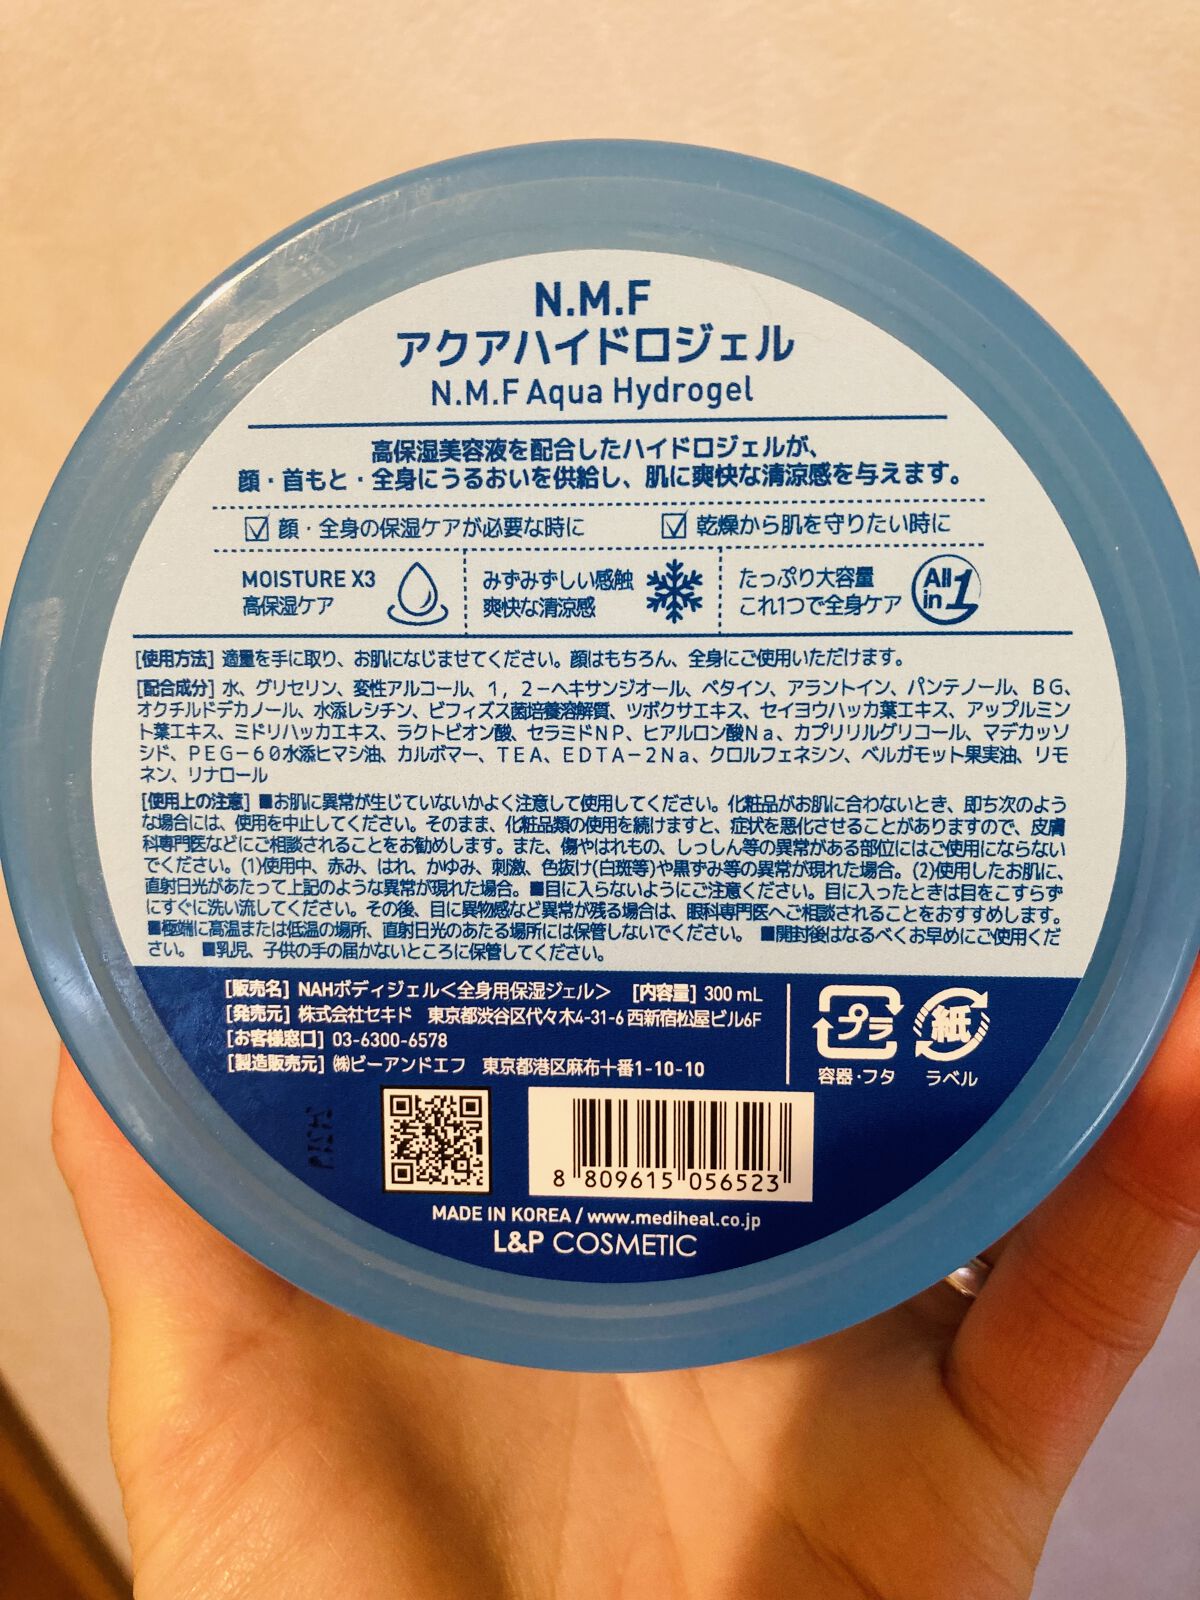 N.M.F
アクアハイドロジェル
N.M.F Aqua Hydrogel
高保湿美容液を配合したハイドロジェルが、
顔・首もと・全身にうるおいを供給し、肌に爽快な清涼感を与えます。
顔・全身の保湿ケアが必要な時に 乾燥から肌を守りたい時に
MOISTURE X3
高保湿ケア
みずみずしい感触
爽快な清涼感
たっぷり大容量
これ1つで全身ケア
All in 1
[使用方法] 適量を手に取り、お肌になじませてください。顔はもちろん、全身にご使用いただけます。
[配合成分] 水、グリセリン、変性アルコール、1，2－ヘキサンジオール、ベタイン、アラントイン、パンテノール、BG、
オクチルドデカノール、水添レシチン、ビフィズス菌培養溶解質、ツボクサエキス、セイヨウハッカ葉エキス、アップルミン
ト葉エキス、ミドリハッカエキス、ラクトビオン酸、セラミドNP、ヒアルロン酸Na、カプリリルグリコール、マデカッソ
シド、PEG－60水添ヒマシ油、カルボマー、TEA、EDTA－2Na、クロルフェネシン、ベルガモット果実油、リモ
ネン、リナロール
[使用上の注意] ■お肌に異常が生じていないかよく注意して使用してください。化粧品がお肌に合わないとき、即ち次のよう
な場合には、使用を中止してください。そのまま、化粧品類の使用を続けますと、症状を悪化させることがありますので、皮膚
科専門医などにご相談されることをお勧めします。また、傷やはれもの、しっしん等の異常がある部位にはご使用にならない
でください。(1)使用中、赤み、はれ、かゆみ、刺激、色抜け(白斑等)や黒ずみ等の異常が現れた場合。(2)使用したお肌に、
直射日光があたって上記のような異常が現れた場合。■目に入らないようにご注意ください。目に入ったときは目をこすらず
にすぐに洗い流してください。その後、目に異物感など異常が残る場合は、眼科専門医へご相談されることをおすすめします。
■極端に高温または低温の場所、直射日光のあたる場所には保管しないでください。 ■開封後はなるべくお早めにご使用くだ
さい。 ■乳児、子供の手の届かないところに保管してください。
[販売名] NAHボディジェル＜全身用保湿ジェル＞ [内容量] 300 mL
[発売元] 株式会社セキド 東京都渋谷区代々木4-31-6 西新宿松屋ビル6F
[お客様窓口] 03-6300-6578
[製造販売元] ㈱ピーアンドエフ 東京都港区麻布十番1-10-10
プラ 紙
容器・フタ ラベル
8 809615 056523
MADE IN KOREA / www.mediheal.co.jp
L&P COSMETIC